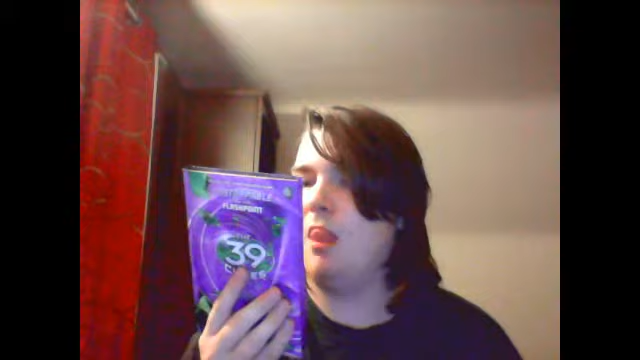 UNSTOPPABLE
FLASHPOINT
THE
39
CLUES